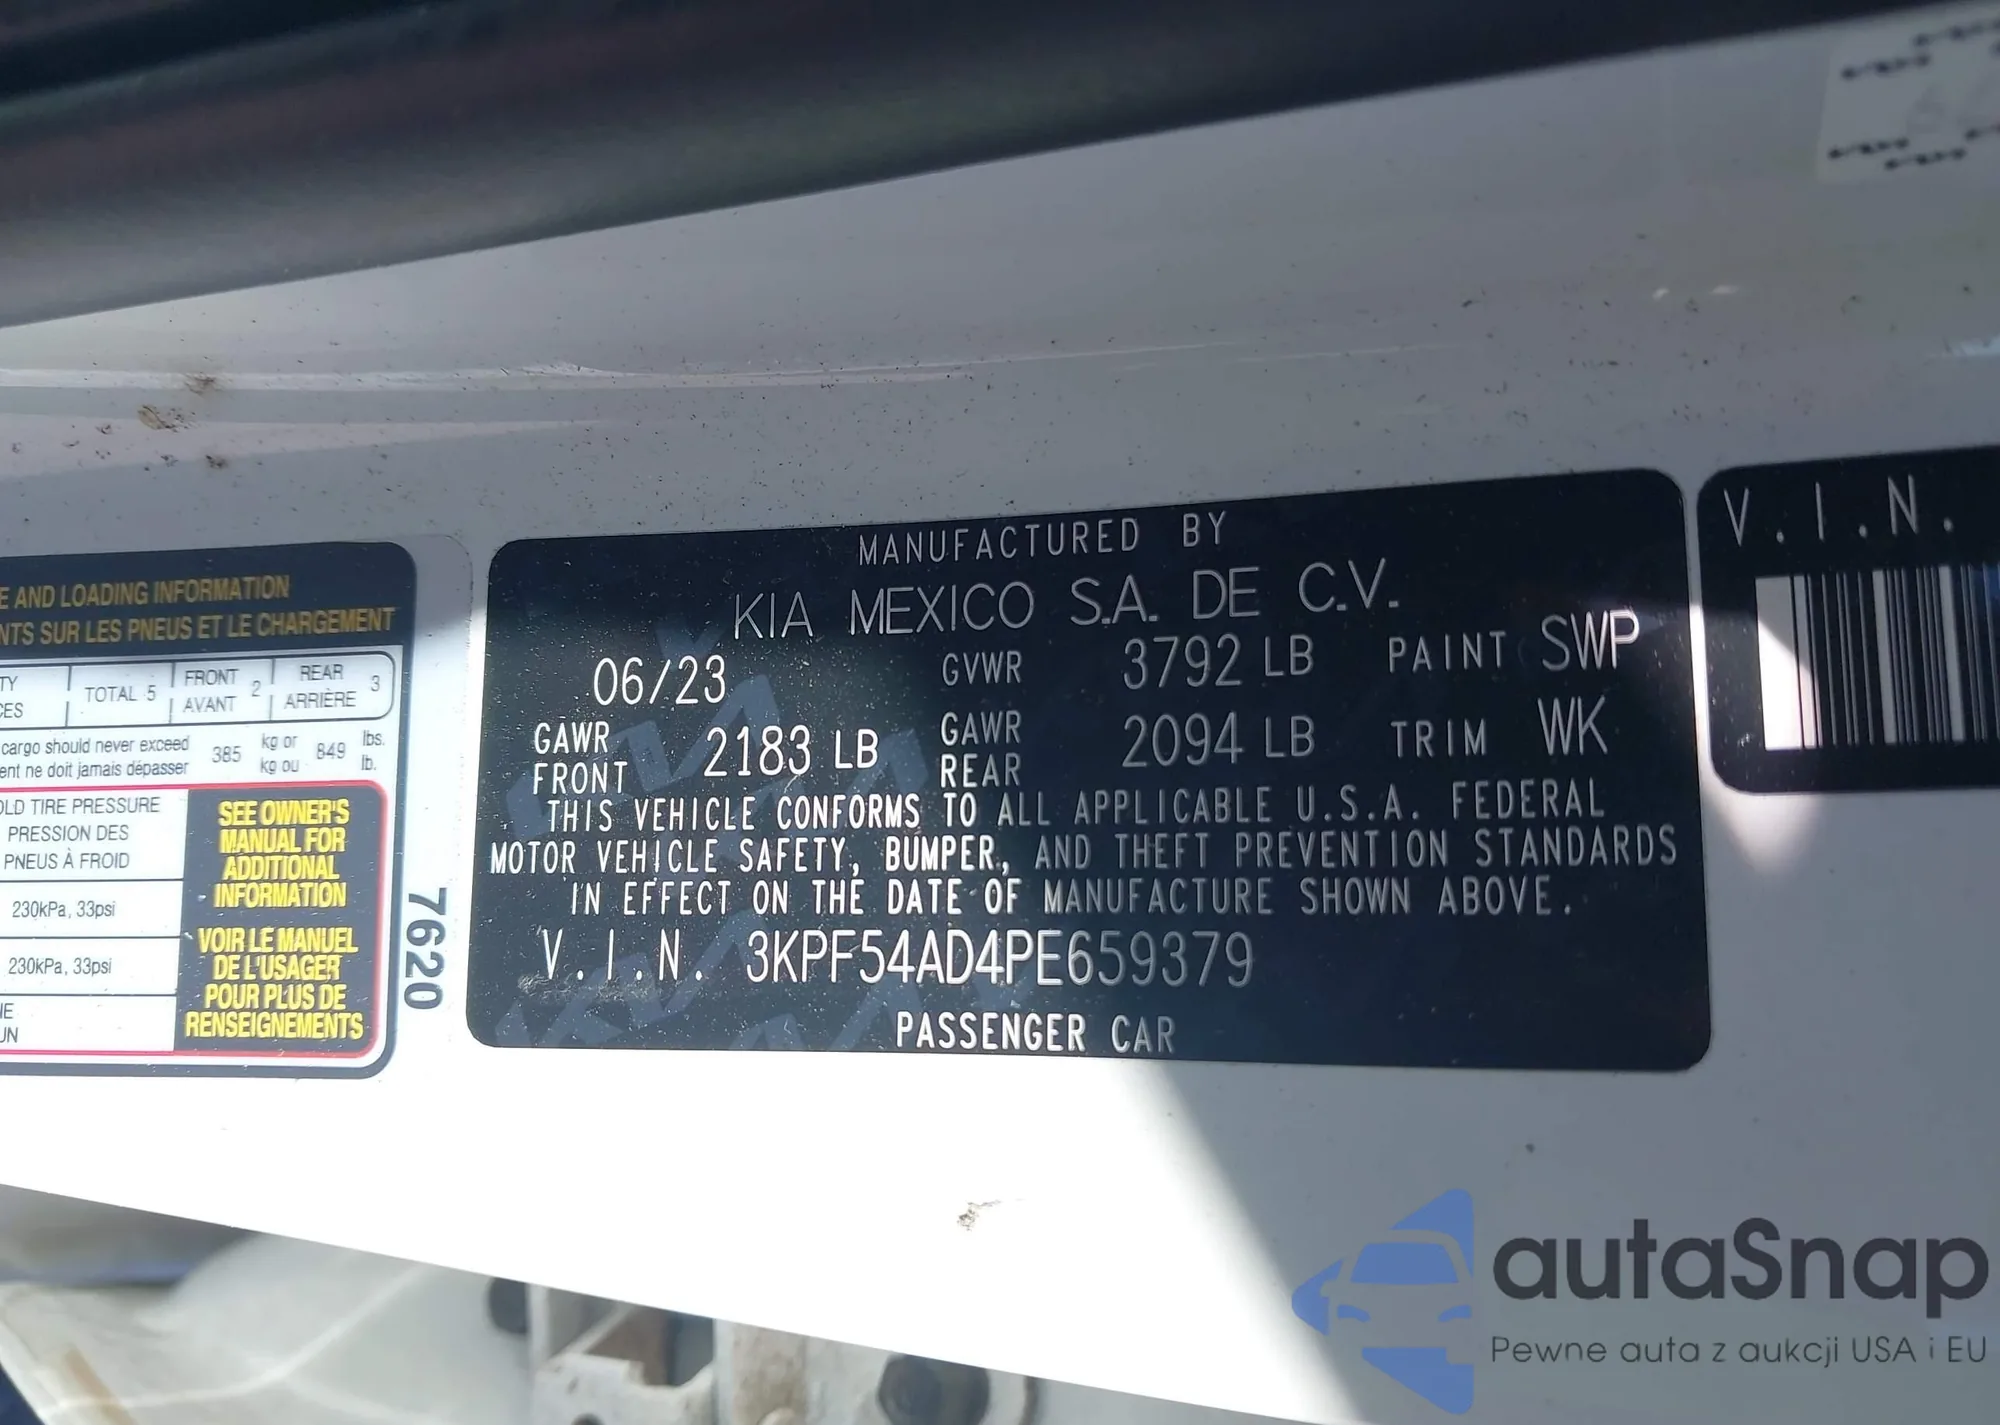 E AND LOADING INFORMATION
NTS SUR LES PNEUS ET LE CHARGEMENT
TY
CES
TOTAL 5
FRONT
AVANT
2
REAR
ARRIÈRE
3
cargo should never exceed
ent ne doit jamais dépasser
385
kg or
kg ou
849
lbs.
lb.
OLD TIRE PRESSURE
PRESSION DES
PNEUS À FROID
230kPa, 33psi
230kPa, 33psi
NE
UN
SEE OWNER'S
MANUAL FOR
ADDITIONAL
INFORMATION
VOIR LE MANUEL
DE L'USAGER
POUR PLUS DE
RENSEIGNEMENTS
7620
MANUFACTURED BY
KIA MEXICO S.A. DE C.V.
06/23 GVWR 3792 LB PAINT SWP
GAWR
FRONT
2183 LB
GAWR
REAR
2094 LB TRIM WK
THIS VEHICLE CONFORMS TO ALL APPLICABLE U.S.A. FEDERAL
MOTOR VEHICLE SAFETY, BUMPER, AND THEFT PREVENTION STANDARDS
IN EFFECT ON THE DATE OF MANUFACTURE SHOWN ABOVE.
V.I.N. 3KPF54AD4PE659379
PASSENGER CAR
V.I.N.
autaSnap
Pewne auta z aukcji USA i EU